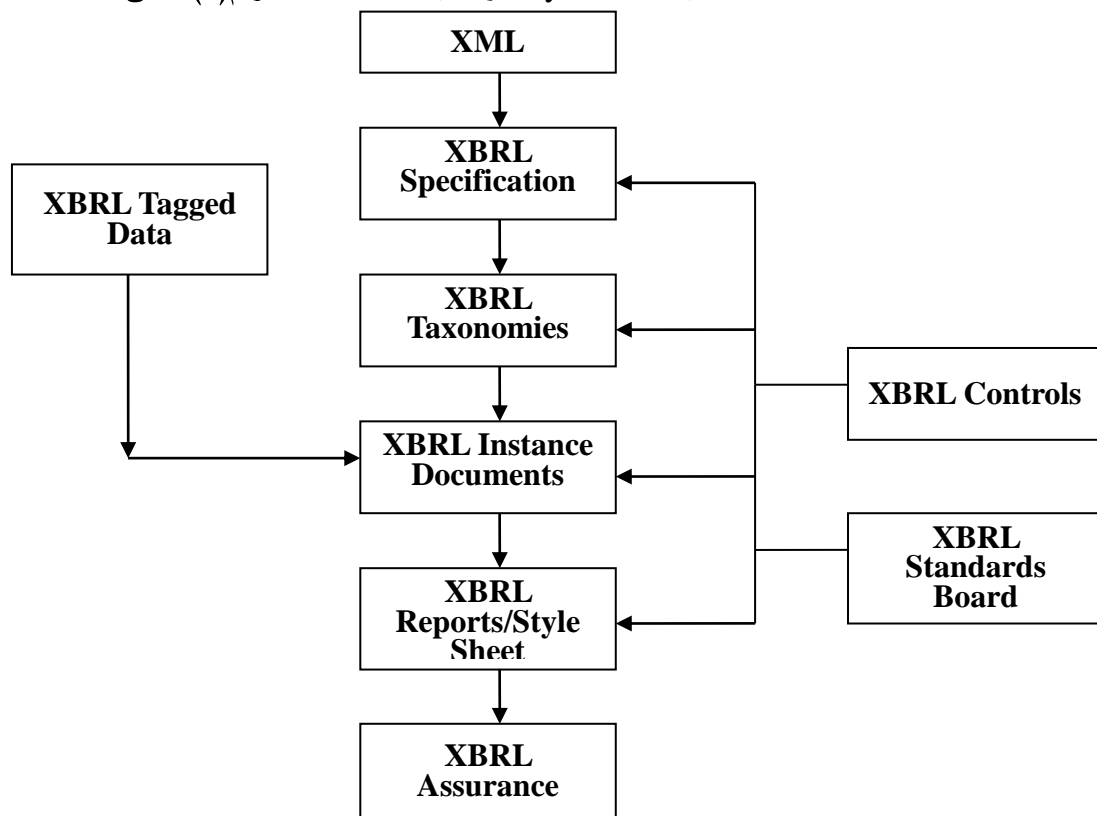 XML
XBRL
Specification
XBRL Tagged
Data
XBRL
Taxonomies
XBRL Controls
XBRL Instance
Documents
XBRL
Standards
Board
XBRL
Reports/Style
Sheet
XBRL
Assurance